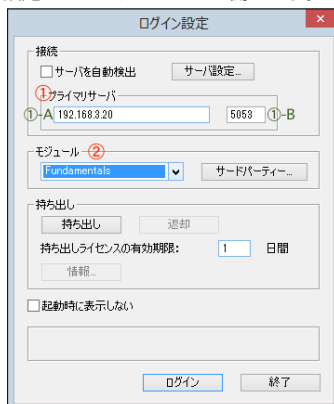 ログイン設定
接続
サーバを自動検出 サーバ設定...
①プライマリサーバ
①-A 192.168.3.20 5053 ①-B
モジュール ②
Fundamentals サードパーティー...
持ち出し
持ち出し 返却
持ち出しライセンスの有効期限: 1 日間
情報...
起動時に表示しない
ログイン 終了